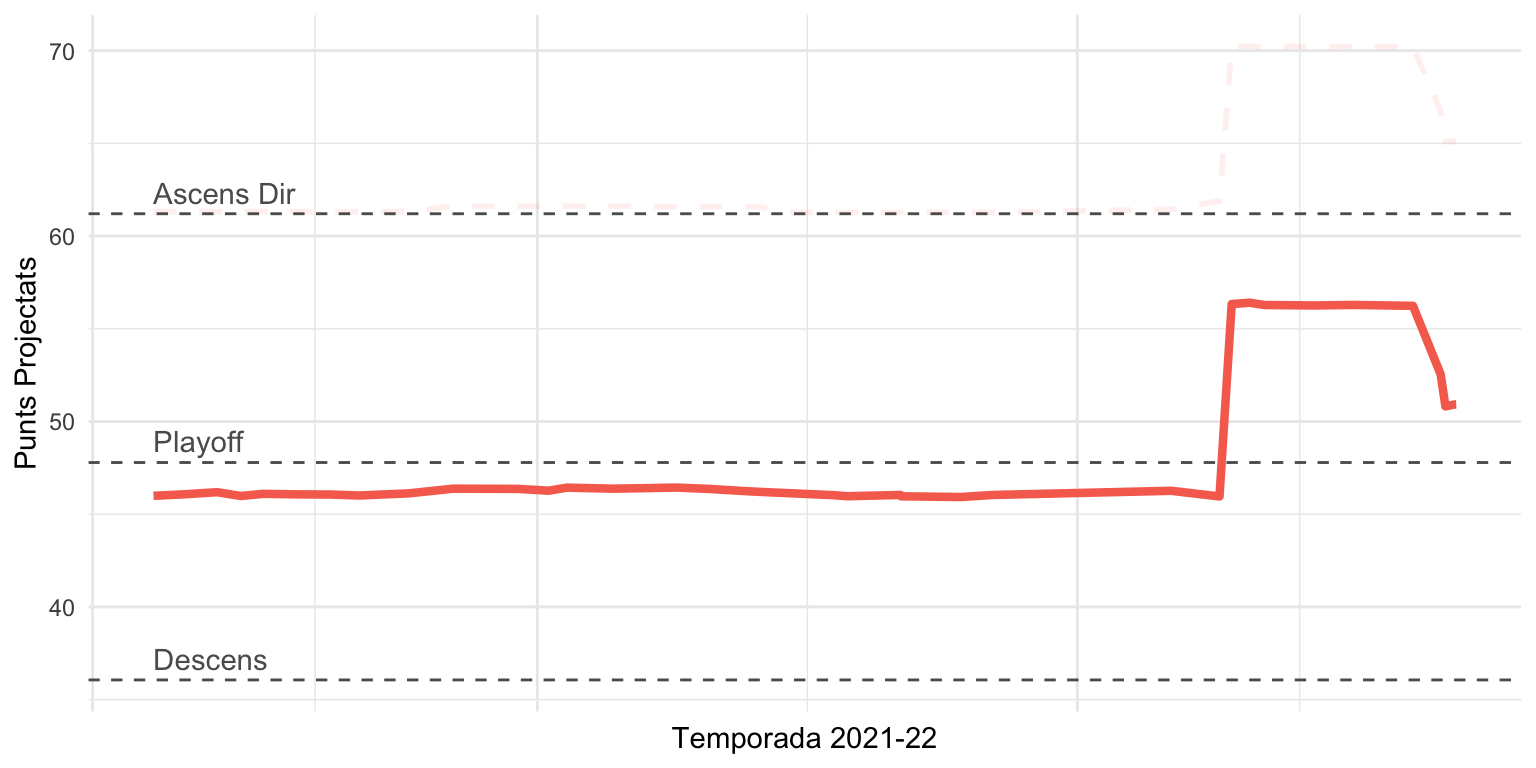 70
Ascens Dir
60
Punts Projectats
50
Playoff
40
Descens
Temporada 2021-22